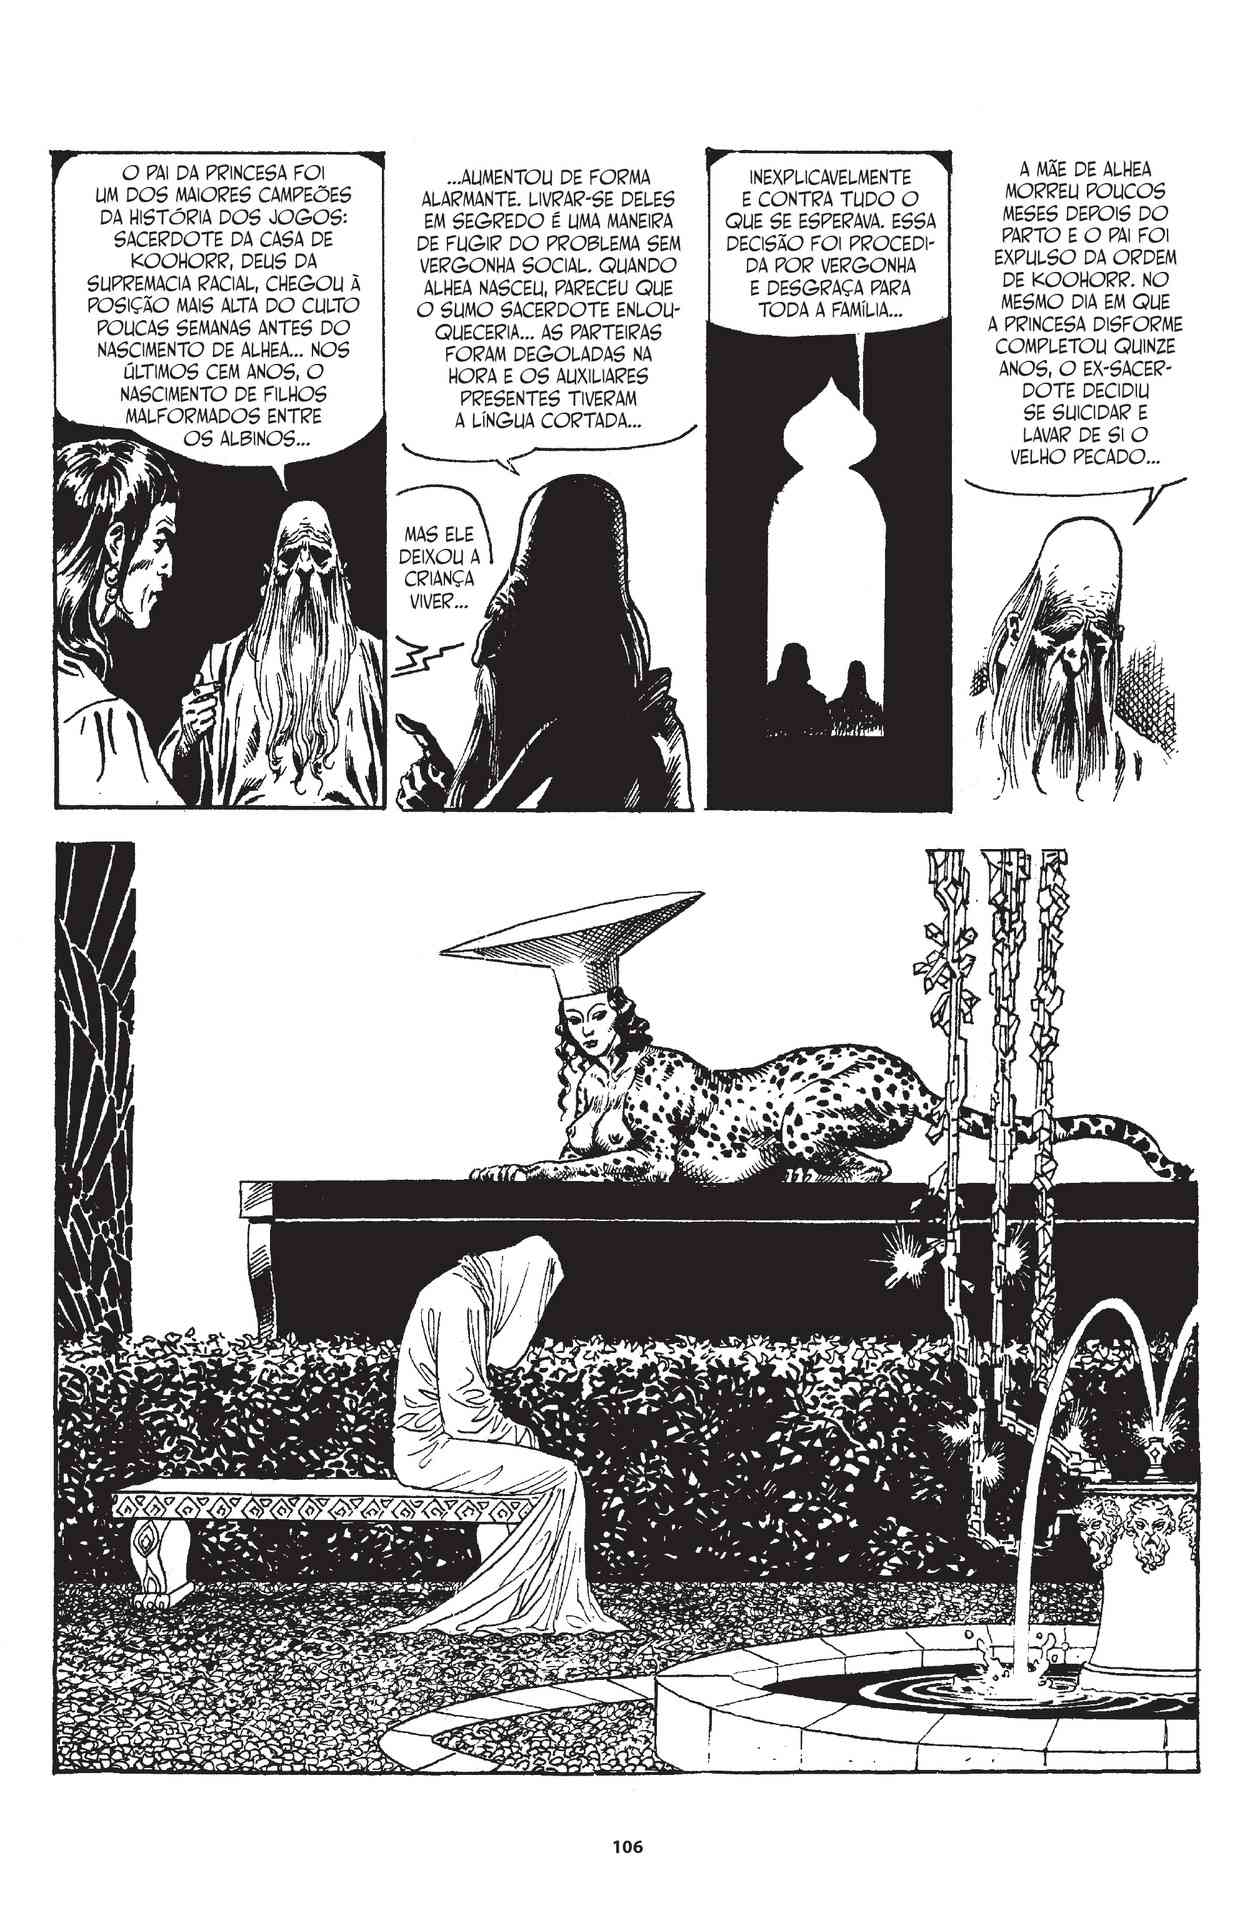 O PAI DA PRINCESA FOI
UM DOS MAIORES CAMPEÕES
DA HISTÓRIA DOS JOGOS:
SACERDOTE DA CASA DE
KOOHORR, DEUS DA
SUPREMACIA RACIAL, CHEGOU À
POSIÇÃO MAIS ALTA DO CULTO
POUCAS SEMANAS ANTES DO
NASCIMENTO DE ALHEA... NOS
ÚLTIMOS CEM ANOS, O
NASCIMENTO DE FILHOS
MALFORMADOS ENTRE
OS ALBINOS...
...AUMENTOU DE FORMA
ALARMANTE. LIVRAR-SE DELES
EM SEGREDO É UMA MANEIRA
DE FUGIR DO PROBLEMA SEM
VERGONHA SOCIAL. QUANDO
ALHEA NASCEU, PARECEU QUE
O SUMO SACERDOTE ENLOU-
QUECERIA... AS PARTEIRAS
FORAM DEGOLADAS NA
HORA E OS AUXILIARES
PRESENTES TIVERAM
A LÍNGUA CORTADA...
MAS ELE
DEIXOU A
CRIANÇA
VIVER...
INEXPLICAVELMENTE
E CONTRA TUDO O
QUE SE ESPERAVA. ESSA
DECISÃO FOI PROCEDI-
DA POR VERGONHA
E DESGRAÇA PARA
TODA A FAMÍLIA...
A MÃE DE ALHEA
MORREU POUCOS
MESES DEPOIS DO
PARTO E O PAI FOI
EXPULSO DA ORDEM
DE KOOHORR. NO
MESMO DIA EM QUE
A PRINCESA DISFORME
COMPLETOU QUINZE
ANOS, O EX-SACER-
DOTE DECIDIU
SE SUICIDAR E
LAVAR DE SI O
VELHO PECADO...
106